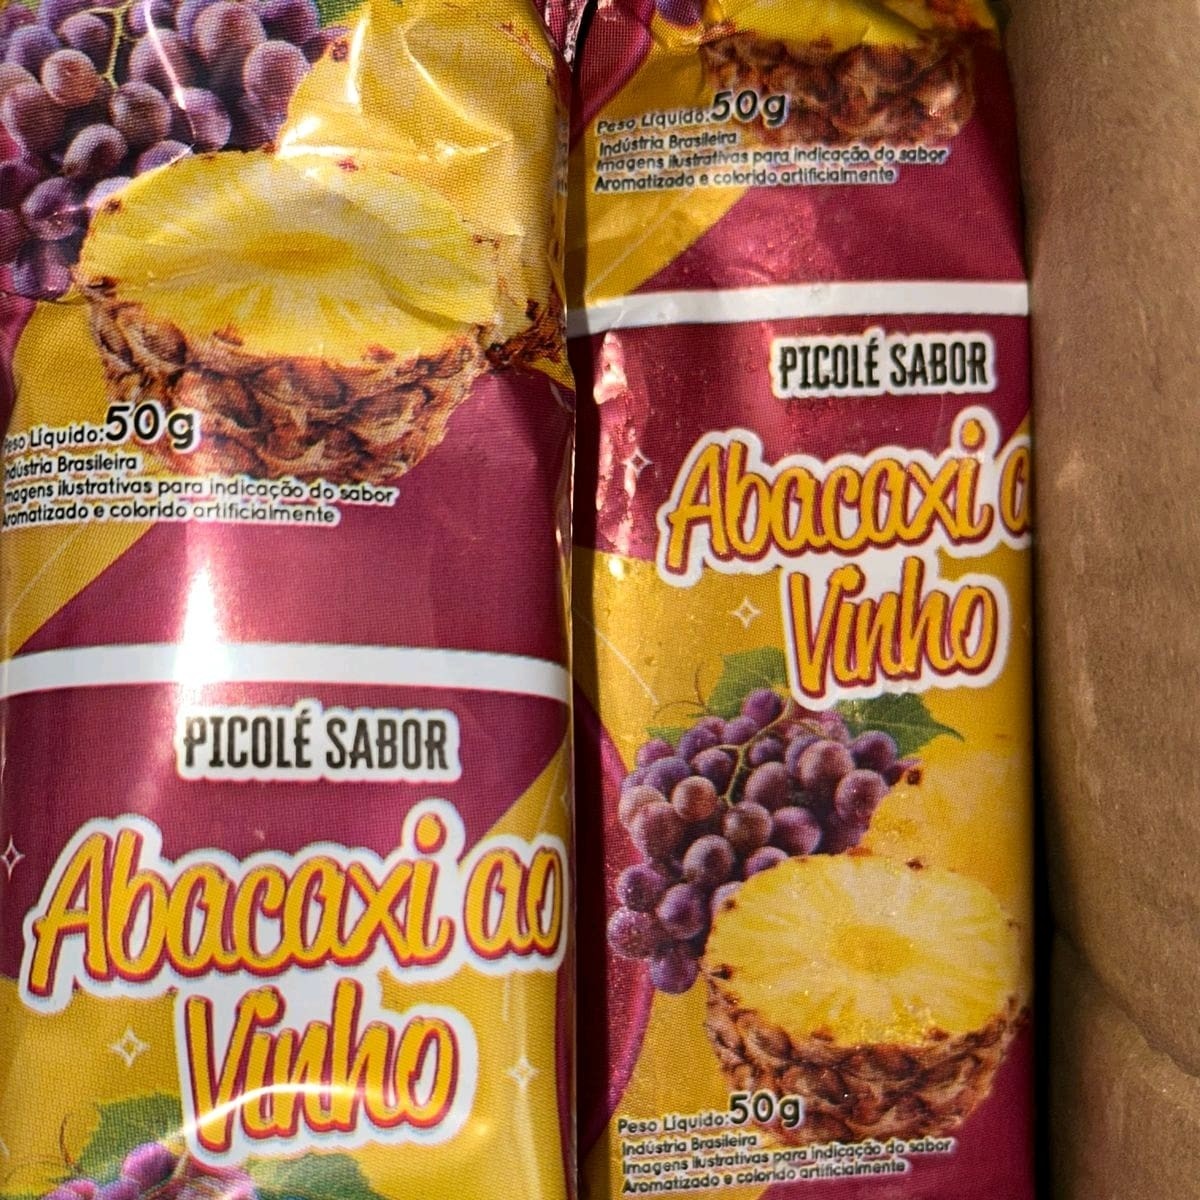 Peso Líquido:50g
Indústria Brasileira
Imagens ilustrativas para indicação do sabor
Aromatizado e colorido artificialmente
PICOLÉ SABOR
Abacaxi ao
Vinho
Peso Líquido:50g
Indústria Brasileira
Imagens ilustrativas para indicação do sabor
Aromatizado e colorido artificialmente
PICOLÉ SABOR
Abacaxi a
Vinho
Peso Líquido:50g
Indústria Brasileira
Imagens ilustrativas para indicação do sabor
Aromatizado e colorido artificialmente